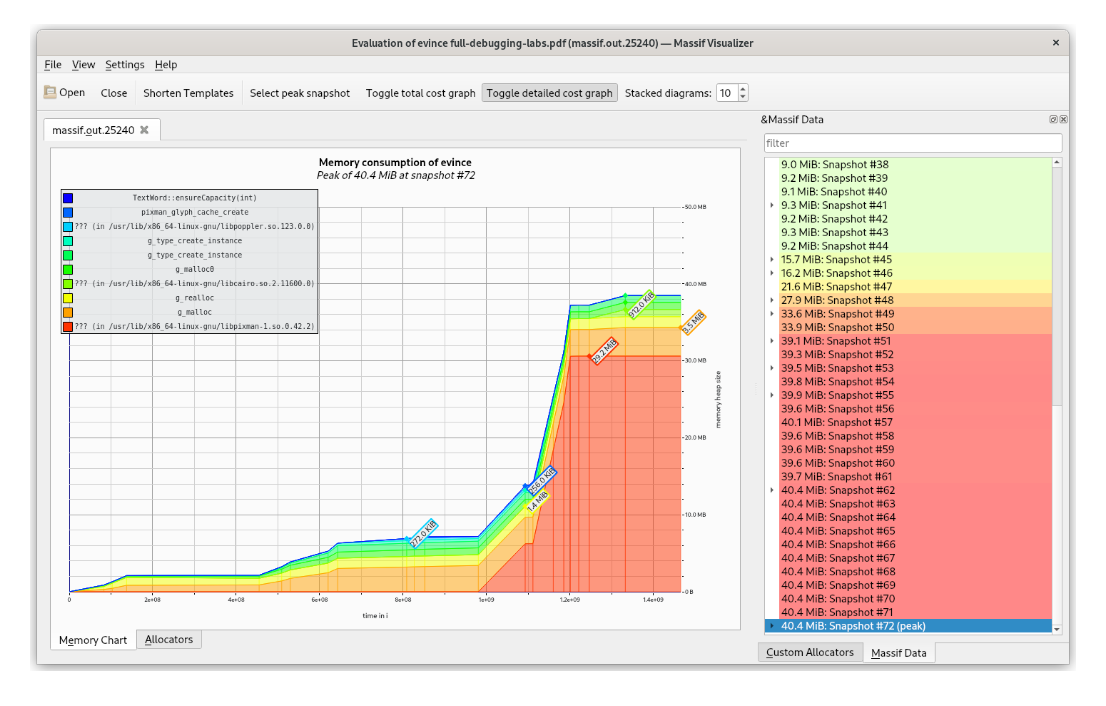 Evaluation of evince full-debugging-labs.pdf (massif.out.25240) — Massif Visualizer
File View Settings Help
Open Close Shorten Templates Select peak snapshot Toggle total cost graph Toggle detailed cost graph Stacked diagrams: 10
massif.out.25240
Memory consumption of evince
Peak of 40.4 MiB at snapshot #72
TextWord::ensureCapacity(int)
pixman_glyph_cache_create
??? (in /usr/lib/x86_64-linux-gnu/libpoppler.so.123.0.0)
g_type_create_instance
g_type_create_instance
g_malloc0
??? (in /usr/lib/x86_64-linux-gnu/libcairo.so.2.11600.0)
g_realloc
g_malloc
??? (in /usr/lib/x86_64-linux-gnu/libpixman-1.so.0.42.2)
50.0 MB
40.0 MB
30.0 MB
20.0 MB
10.0 MB
0 B
memory heap size
912.0 KiB
3.5 MiB
29.2 MiB
256.0 KiB
1.4 MiB
272.0 KiB
0 2e+08 4e+08 6e+08 8e+08 1e+09 1.2e+09 1.4e+09
time in i
Memory Chart Allocators
&Massif Data
filter
9.0 MiB: Snapshot #38
9.2 MiB: Snapshot #39
9.1 MiB: Snapshot #40
9.3 MiB: Snapshot #41
9.2 MiB: Snapshot #42
9.3 MiB: Snapshot #43
9.2 MiB: Snapshot #44
15.7 MiB: Snapshot #45
16.2 MiB: Snapshot #46
21.6 MiB: Snapshot #47
27.9 MiB: Snapshot #48
33.6 MiB: Snapshot #49
33.9 MiB: Snapshot #50
39.1 MiB: Snapshot #51
39.3 MiB: Snapshot #52
39.5 MiB: Snapshot #53
39.8 MiB: Snapshot #54
39.9 MiB: Snapshot #55
39.6 MiB: Snapshot #56
40.1 MiB: Snapshot #57
39.6 MiB: Snapshot #58
39.6 MiB: Snapshot #59
39.6 MiB: Snapshot #60
39.7 MiB: Snapshot #61
40.4 MiB: Snapshot #62
40.4 MiB: Snapshot #63
40.4 MiB: Snapshot #64
40.4 MiB: Snapshot #65
40.4 MiB: Snapshot #66
40.4 MiB: Snapshot #67
40.4 MiB: Snapshot #68
40.4 MiB: Snapshot #69
40.4 MiB: Snapshot #70
40.4 MiB: Snapshot #71
40.4 MiB: Snapshot #72 (peak)
Custom Allocators Massif Data